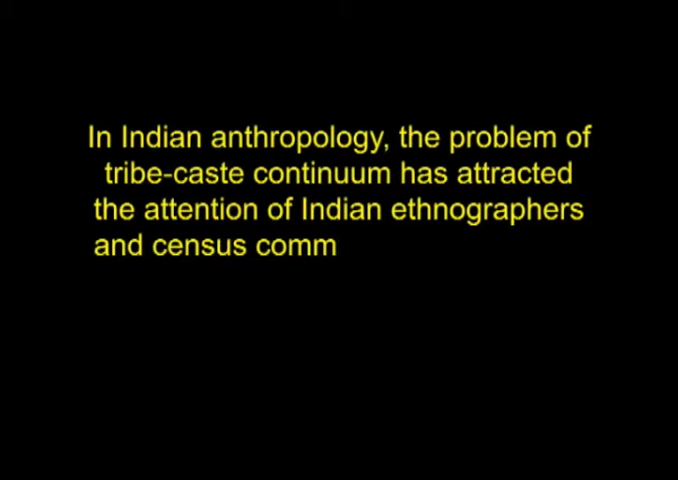 In Indian anthropology, the problem of
tribe-caste continuum has attracted
the attention of Indian ethnographers
and census comm